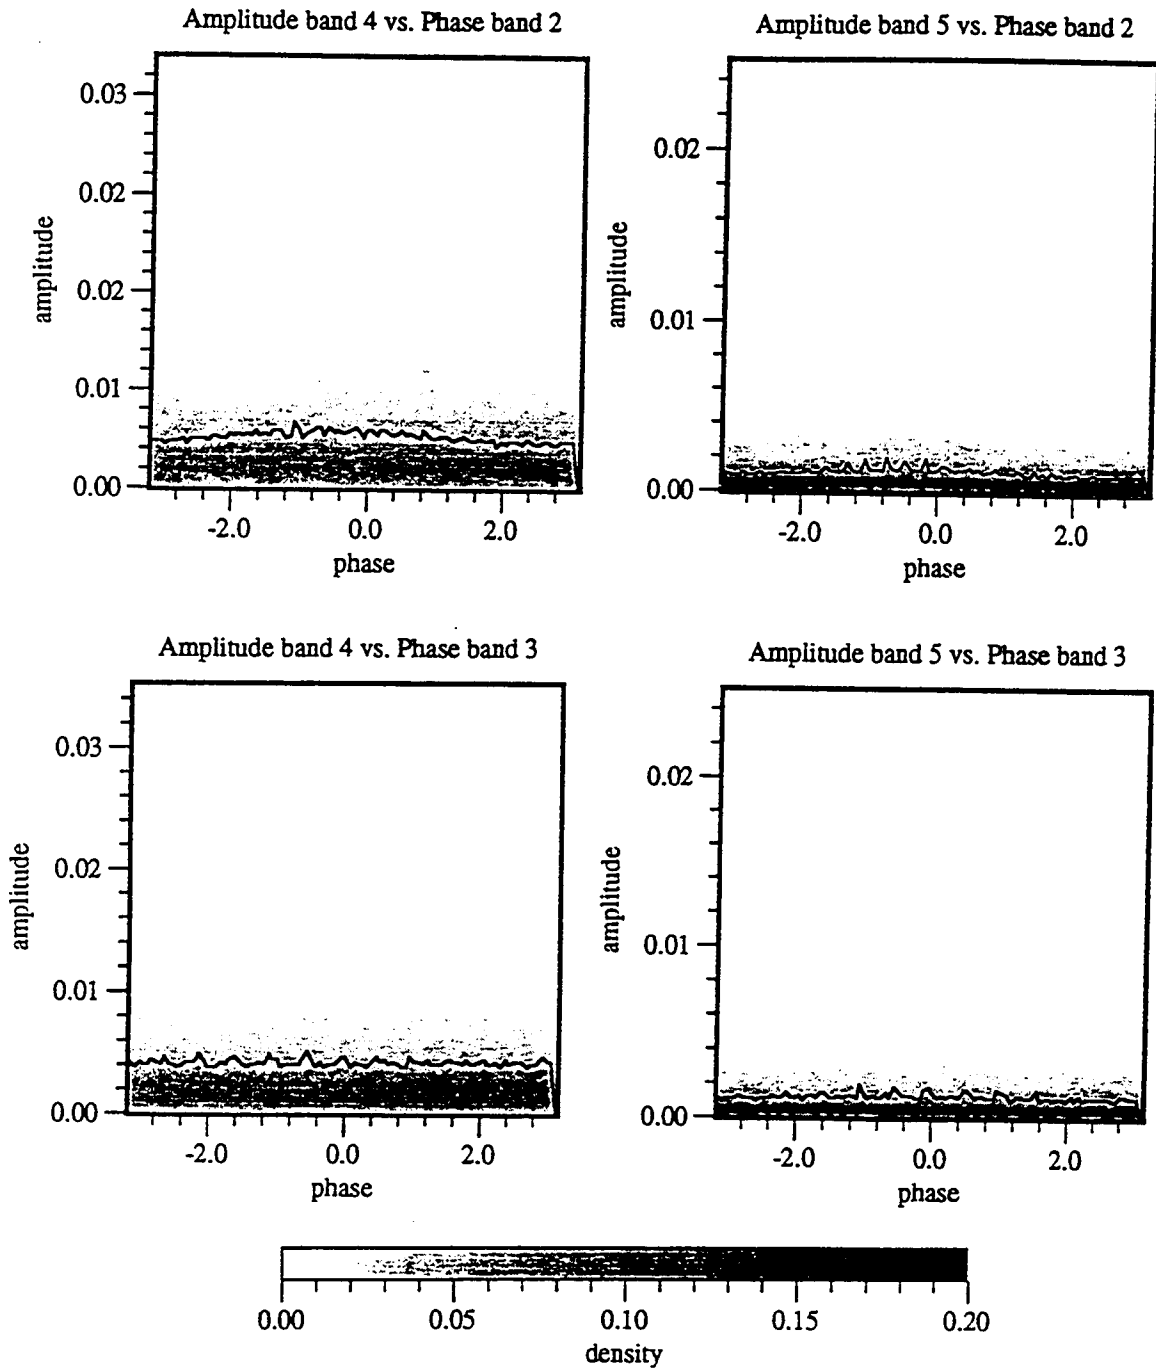 Amplitude band 4 vs. Phase band 2
0.03
0.02
0.02
0.01
0.00
amplitude
-2.0 0.0 2.0
phase
Amplitude band 5 vs. Phase band 2
0.02
0.01
0.00
amplitude
-2.0 0.0 2.0
phase
Amplitude band 4 vs. Phase band 3
0.03
0.02
0.01
0.00
amplitude
-2.0 0.0 2.0
phase
Amplitude band 5 vs. Phase band 3
0.02
0.01
0.00
amplitude
-2.0 0.0 2.0
phase
0.00 0.05 0.10 0.15 0.20
density